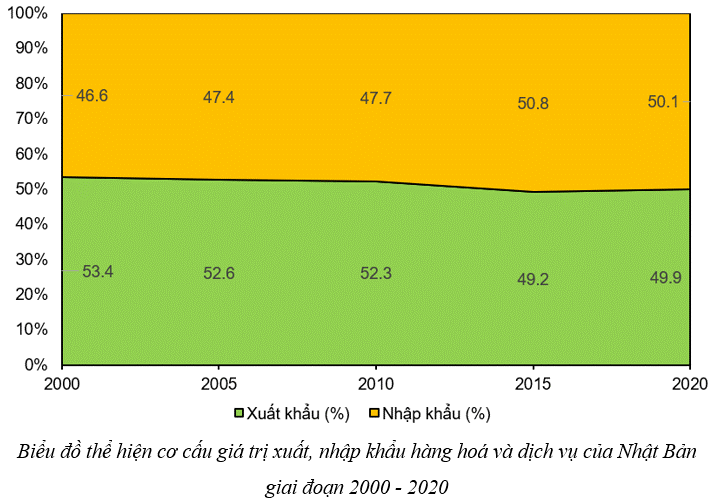 100%
90%
80%
70%
60%
50%
40%
30%
20%
10%
0%
46.6 47.4 47.7 50.8 50.1
53.4 52.6 52.3 49.2 49.9
2000 2005 2010 2015 2020
Xuất khẩu (%) Nhập khẩu (%)
Biểu đồ thể hiện cơ cấu giá trị xuất, nhập khẩu hàng hoá và dịch vụ của Nhật Bản
giai đoạn 2000 - 2020